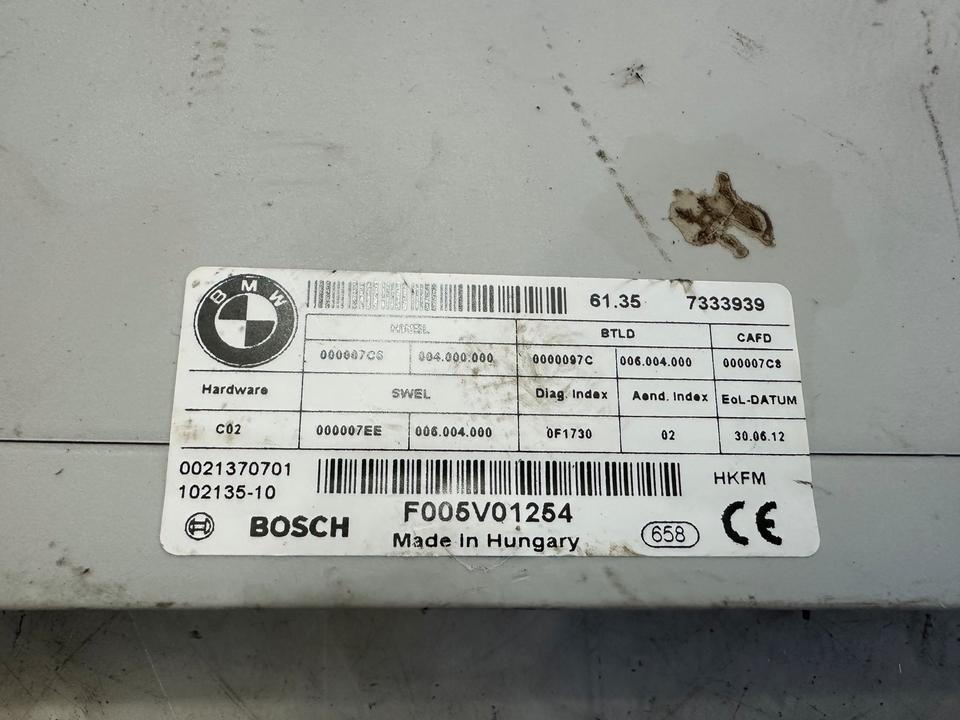 BMW
61.35 7333939
HWEL BTLD CAFD
000007C6 004.000.000 0000097C 006.004.000 000007C8
Hardware SWEL Diag. Index Aend. Index EoL-DATUM
C02 000007EE 006.004.000 0F1730 02 30.06.12
0021370701 HKFM
102135-10
F005V01254
BOSCH Made In Hungary 658 CE